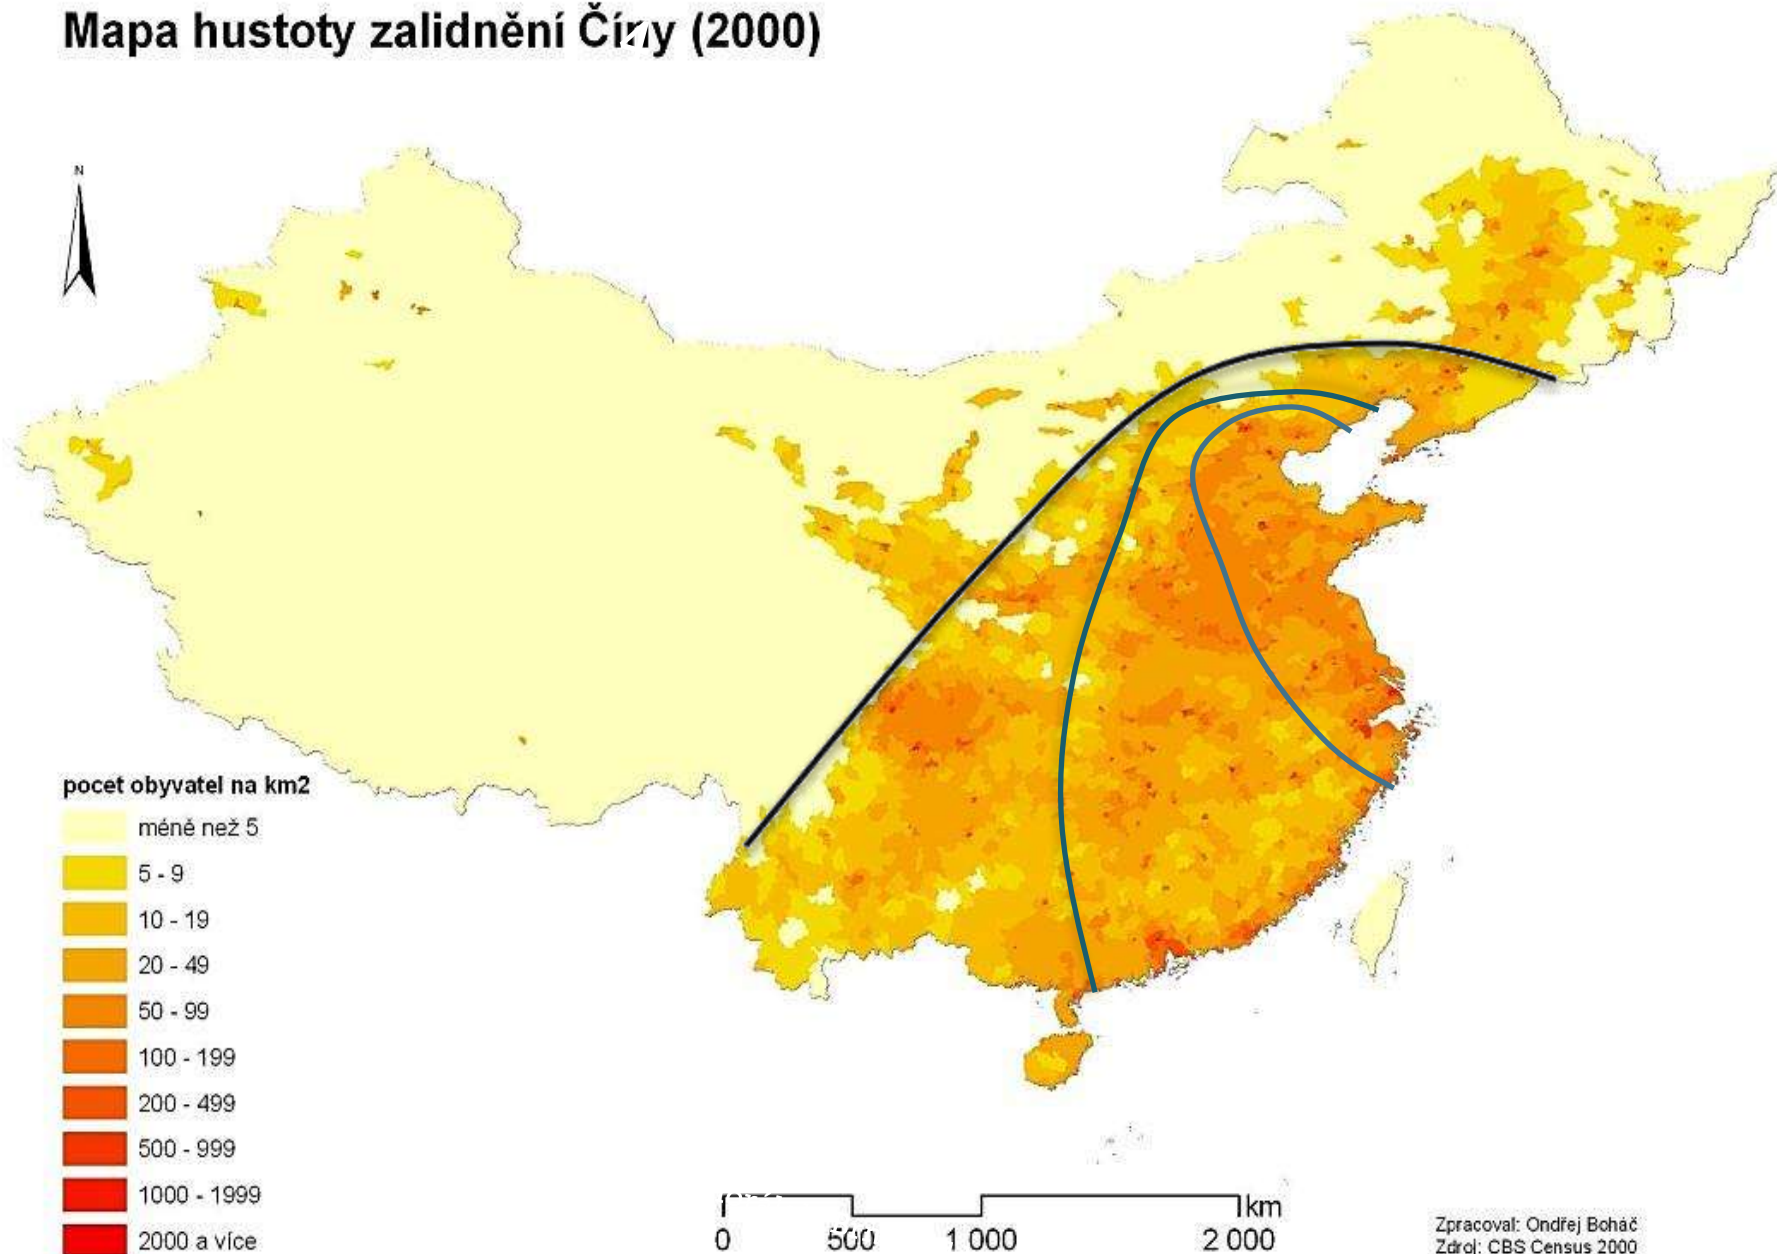 Mapa hustoty zalidnění Číny (2000)
N
pocet obyvatel na km2
méně než 5
5 - 9
10 - 19
20 - 49
50 - 99
100 - 199
200 - 499
500 - 999
1000 - 1999
2000 a více
km
0 500 1 000 2 000
Zpracoval: Ondřej Boháč
Zdroj: CBS Census 2000